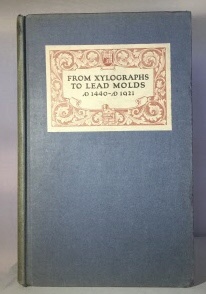 FROM XYLOGRAPHS
TO LEAD MOLDS
AD 1440-AD 1921